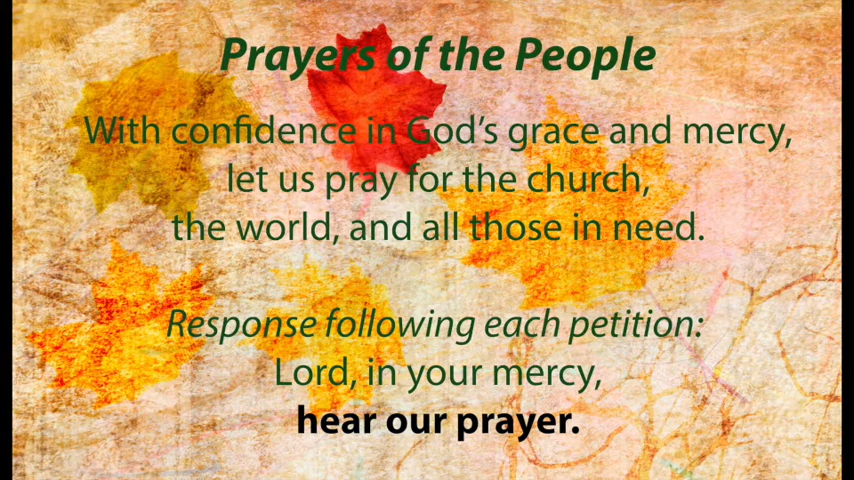 Prayers of the People
With confidence in God's grace and mercy,
let us pray for the church,
the world, and all those in need.
Response following each petition:
Lord, in your mercy,
hear our prayer.